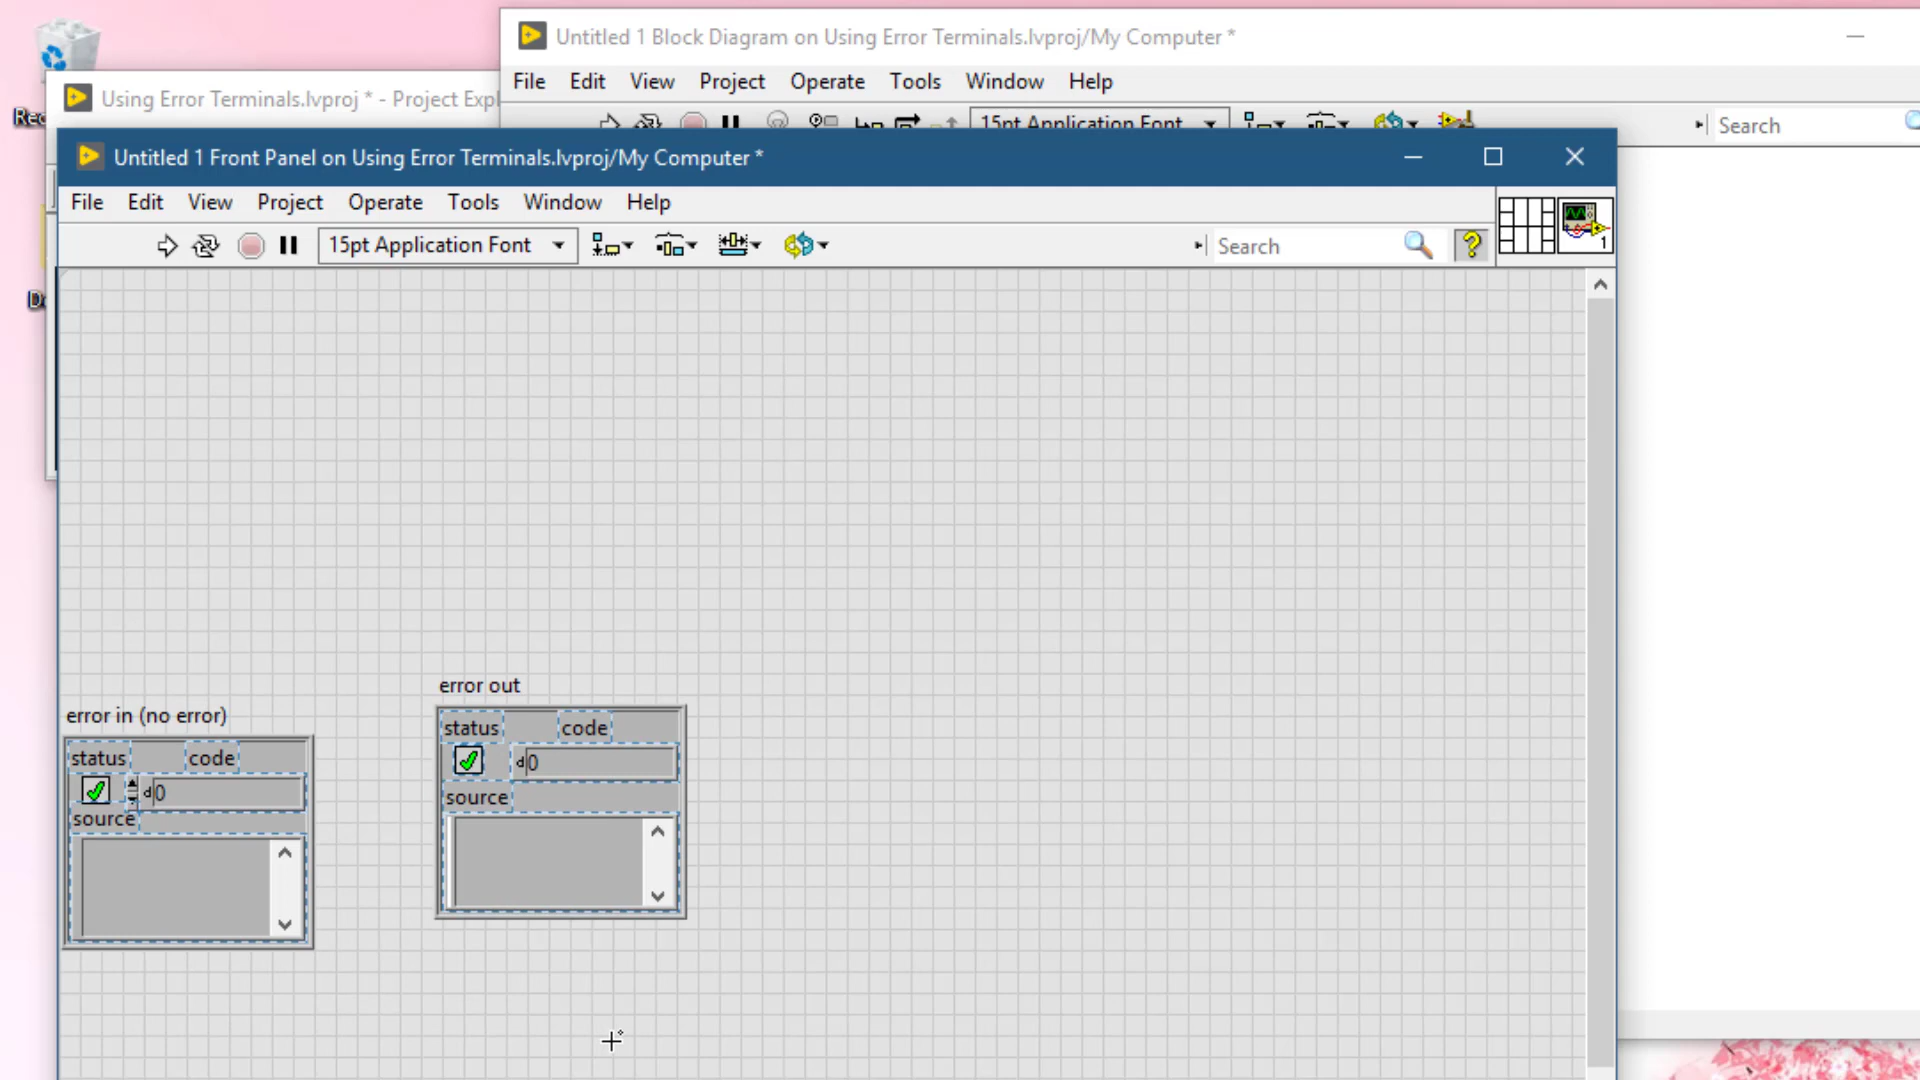 Untitled 1 Block Diagram on Using Error Terminals.lvproj/My Computer *
File Edit View Project Operate Tools Window Help
Using Error Terminals.lvproj * - Project Expl
15pt Application Font
Search
Untitled 1 Front Panel on Using Error Terminals.lvproj/My Computer *
File Edit View Project Operate Tools Window Help
15pt Application Font
Search
1
error out
status code
d 0
source
error in (no error)
status code
d 0
source